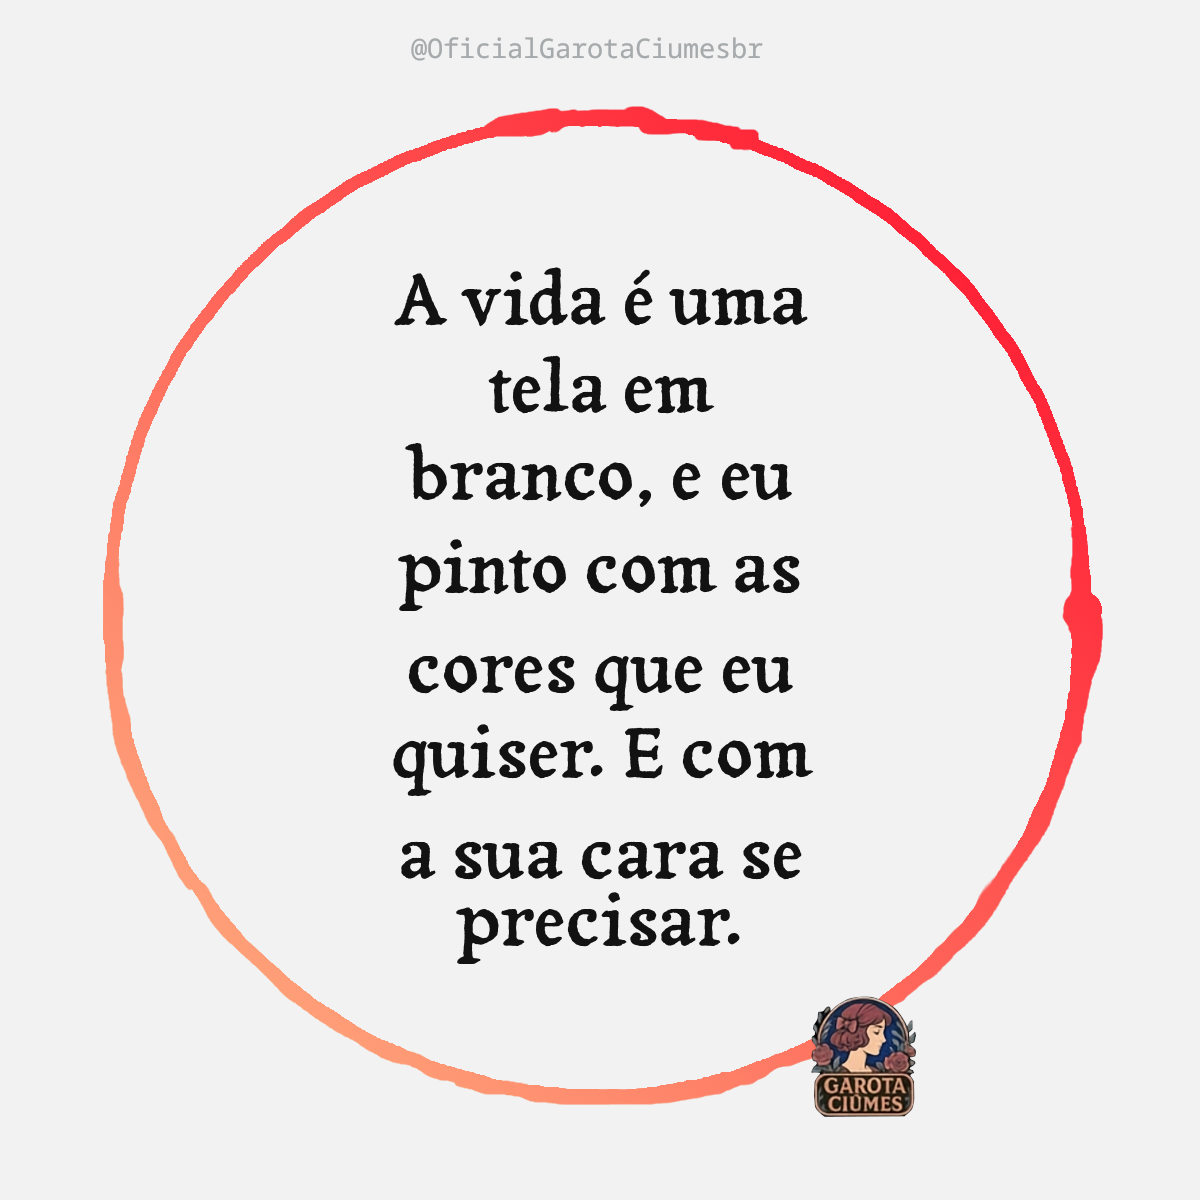 @OficialGarotaCiumesbr
A vida é uma
tela em
branco, e eu
pinto com as
cores que eu
quiser. E com
a sua cara se
precisar.
GAROTA
CIÚMES